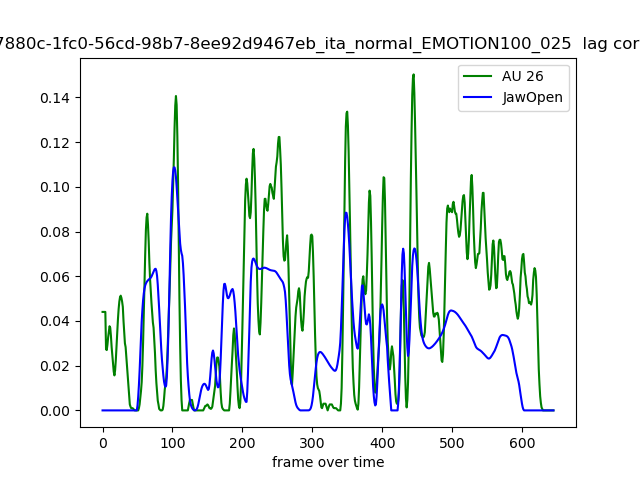 7880c-1fc0-56cd-98b7-8ee92d9467eb_ita_normal_EMOTION100_025 lag cor
AU 26
JawOpen
0.14
0.12
0.10
0.08
0.06
0.04
0.02
0.00
0 100 200 300 400 500 600
frame over time